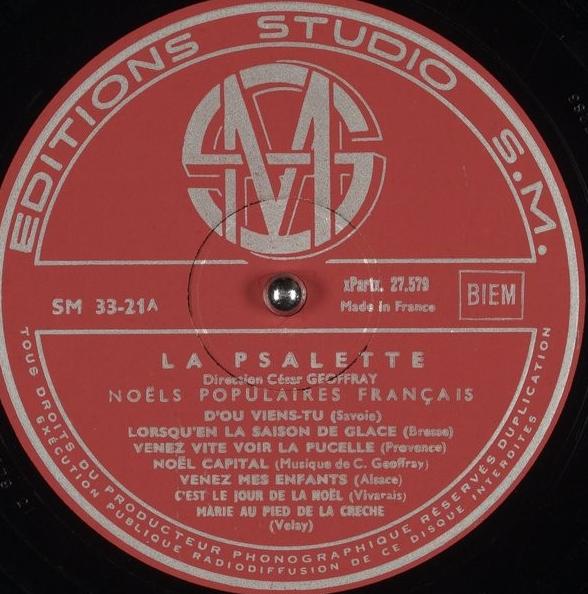 EDITIONS STUDIO S.M.
SMG
SM 33-21A
xPartx. 27.579
Made in France
BIEM
LA PSALETTE
Direction César GEOFFRAY
NOËLS POPULAIRES FRANÇAIS
D'OU VIENS-TU (Savoie)
LORSQU'EN LA SAISON DE GLACE (Bresse)
VENEZ VITE VOIR LA PUCELLE (Provence)
NOËL CAPITAL (Musique de C. Geoffray)
VENEZ MES ENFANTS (Alsace)
C'EST LE JOUR DE LA NOËL (Vivarais)
MARIE AU PIED DE LA CRECHE
(Velay)
TOUS DROITS DU PRODUCTEUR PHONOGRAPHIQUE RÉSERVÉS DUPLICATION
EXÉCUTION PUBLIQUE RADIODIFFUSION DE CE DISQUE INTERDITES